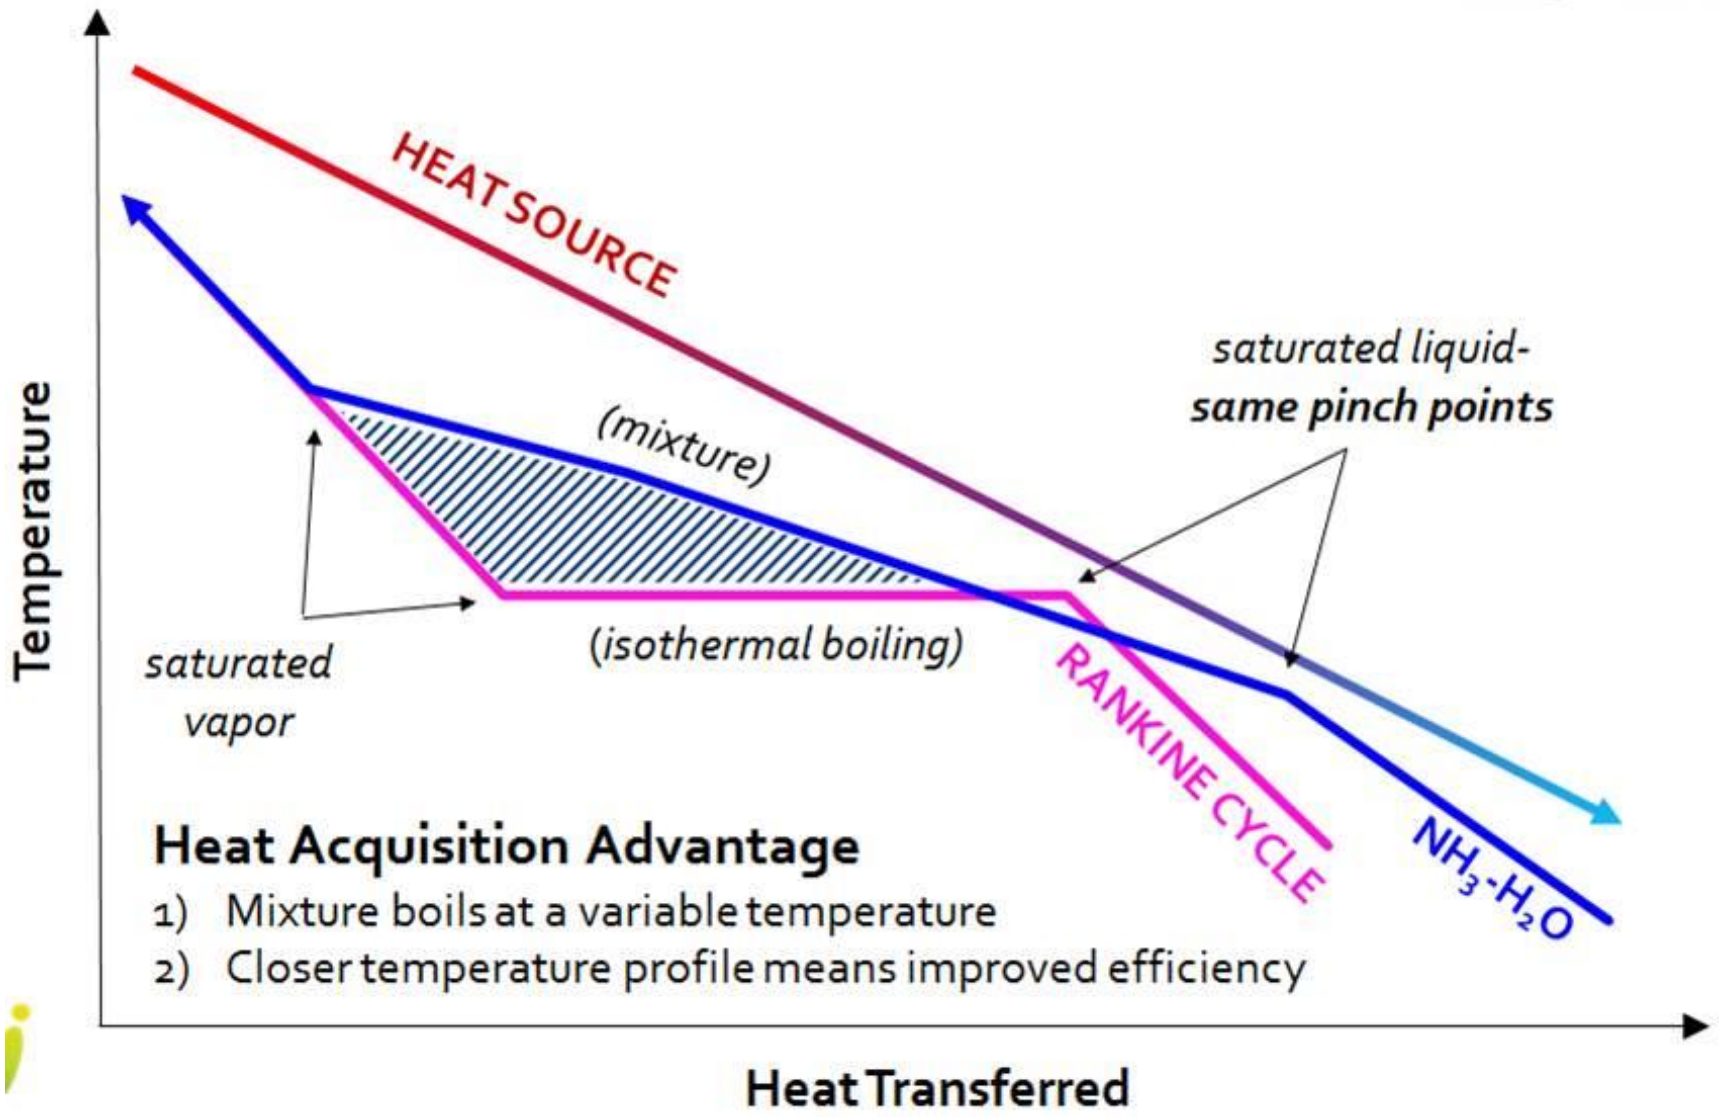 HEAT SOURCE
saturated liquid-
same pinch points
(mixture)
Temperature
(isothermal boiling)
saturated
vapor
RANKINE CYCLE
NH₃-H₂O
Heat Acquisition Advantage
1) Mixture boils at a variable temperature
2) Closer temperature profile means improved efficiency
Heat Transferred